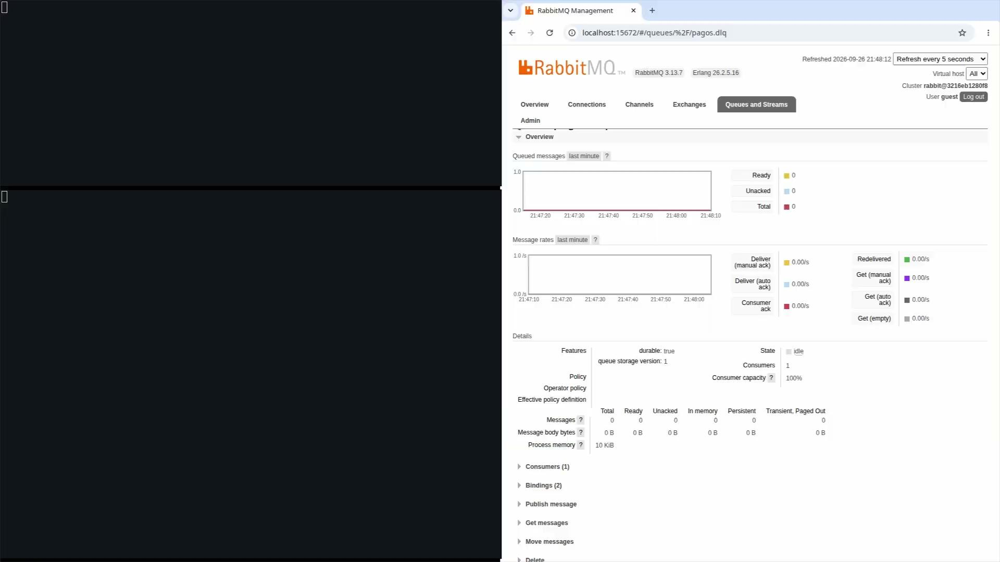 RabbitMQ Management
localhost:15672/#/queues/%2F/pagos.dlq
Refreshed 2026-09-26 21:48:12 Refresh every 5 seconds
RabbitMQ TM RabbitMQ 3.13.7 Erlang 26.2.5.16
Virtual host All
Cluster rabbit@3216eb1280f8
User guest Log out
Overview Connections Channels Exchanges Queues and Streams
Admin
Overview
Queued messages last minute ?
1.0
0.0
21:47:20 21:47:30 21:47:40 21:47:50 21:48:00 21:48:10
Ready 0
Unacked 0
Total 0
Message rates last minute ?
1.0 /s
0.0 /s
21:47:10 21:47:20 21:47:30 21:47:40 21:47:50 21:48:00
Deliver (manual ack) 0.00/s
Deliver (auto ack) 0.00/s
Consumer ack 0.00/s
Redelivered 0.00/s
Get (manual ack) 0.00/s
Get (auto ack) 0.00/s
Get (empty) 0.00/s
Details
Features durable: true
queue storage version: 1
Policy
Operator policy
Effective policy definition
State idle
Consumers 1
Consumer capacity ? 100%
Total Ready Unacked In memory Persistent Transient, Paged Out
Messages ? 0 0 0 0 0 0
Message body bytes ? 0 B 0 B 0 B 0 B 0 B 0 B
Process memory ? 10 KiB
Consumers (1)
Bindings (2)
Publish message
Get messages
Move messages
Delete